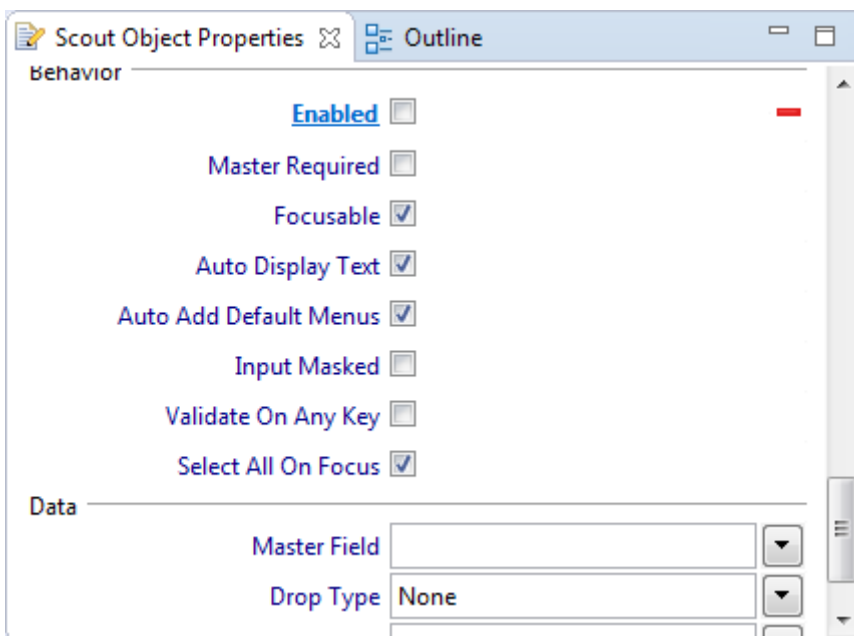 Scout Object Properties Outline
Behavior
Enabled
Master Required
Focusable
Auto Display Text
Auto Add Default Menus
Input Masked
Validate On Any Key
Select All On Focus
Data
Master Field
Drop Type None